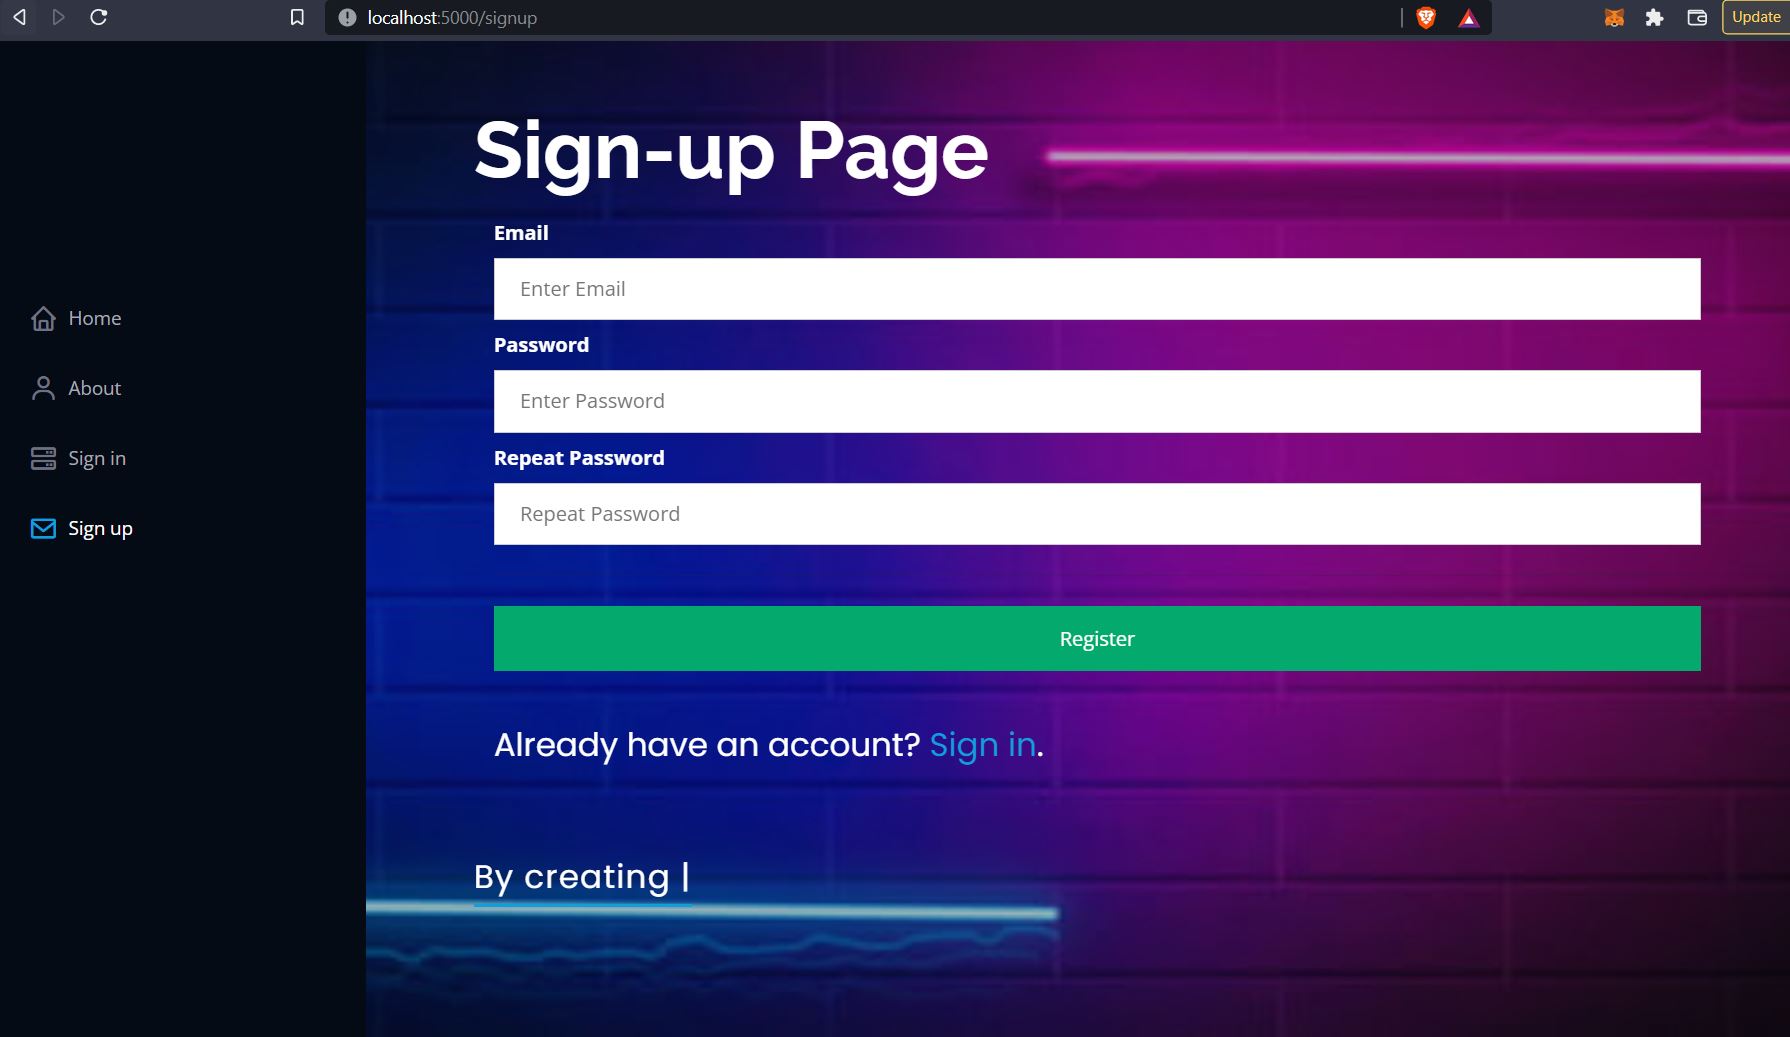 localhost:5000/signup
Update
Home
About
Sign in
Sign up
Sign-up Page
Email
Enter Email
Password
Enter Password
Repeat Password
Repeat Password
Register
Already have an account? Sign in.
By creating |